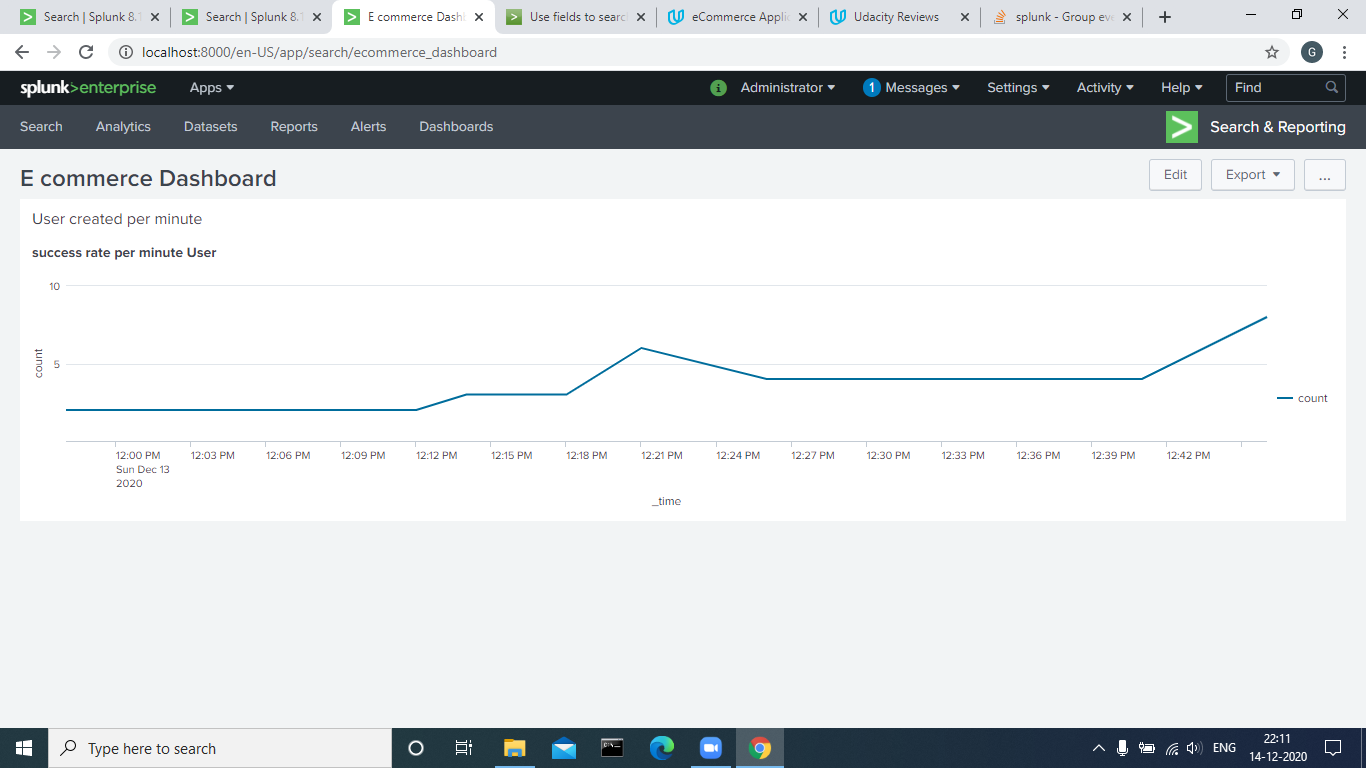 Search | Splunk 8.1
Search | Splunk 8.1
E commerce Dash
Use fields to searc
eCommerce Applic
Udacity Reviews
splunk - Group eve
localhost:8000/en-US/app/search/ecommerce_dashboard
G
splunk>enterprise Apps
i Administrator 1 Messages Settings Activity Help Find
Search Analytics Datasets Reports Alerts Dashboards
> Search & Reporting
E commerce Dashboard
Edit Export ...
User created per minute
success rate per minute User
10
5
count
count
12:00 PM 12:03 PM 12:06 PM 12:09 PM 12:12 PM 12:15 PM 12:18 PM 12:21 PM 12:24 PM 12:27 PM 12:30 PM 12:33 PM 12:36 PM 12:39 PM 12:42 PM
Sun Dec 13
2020
_time
Type here to search
ENG
22:11
14-12-2020